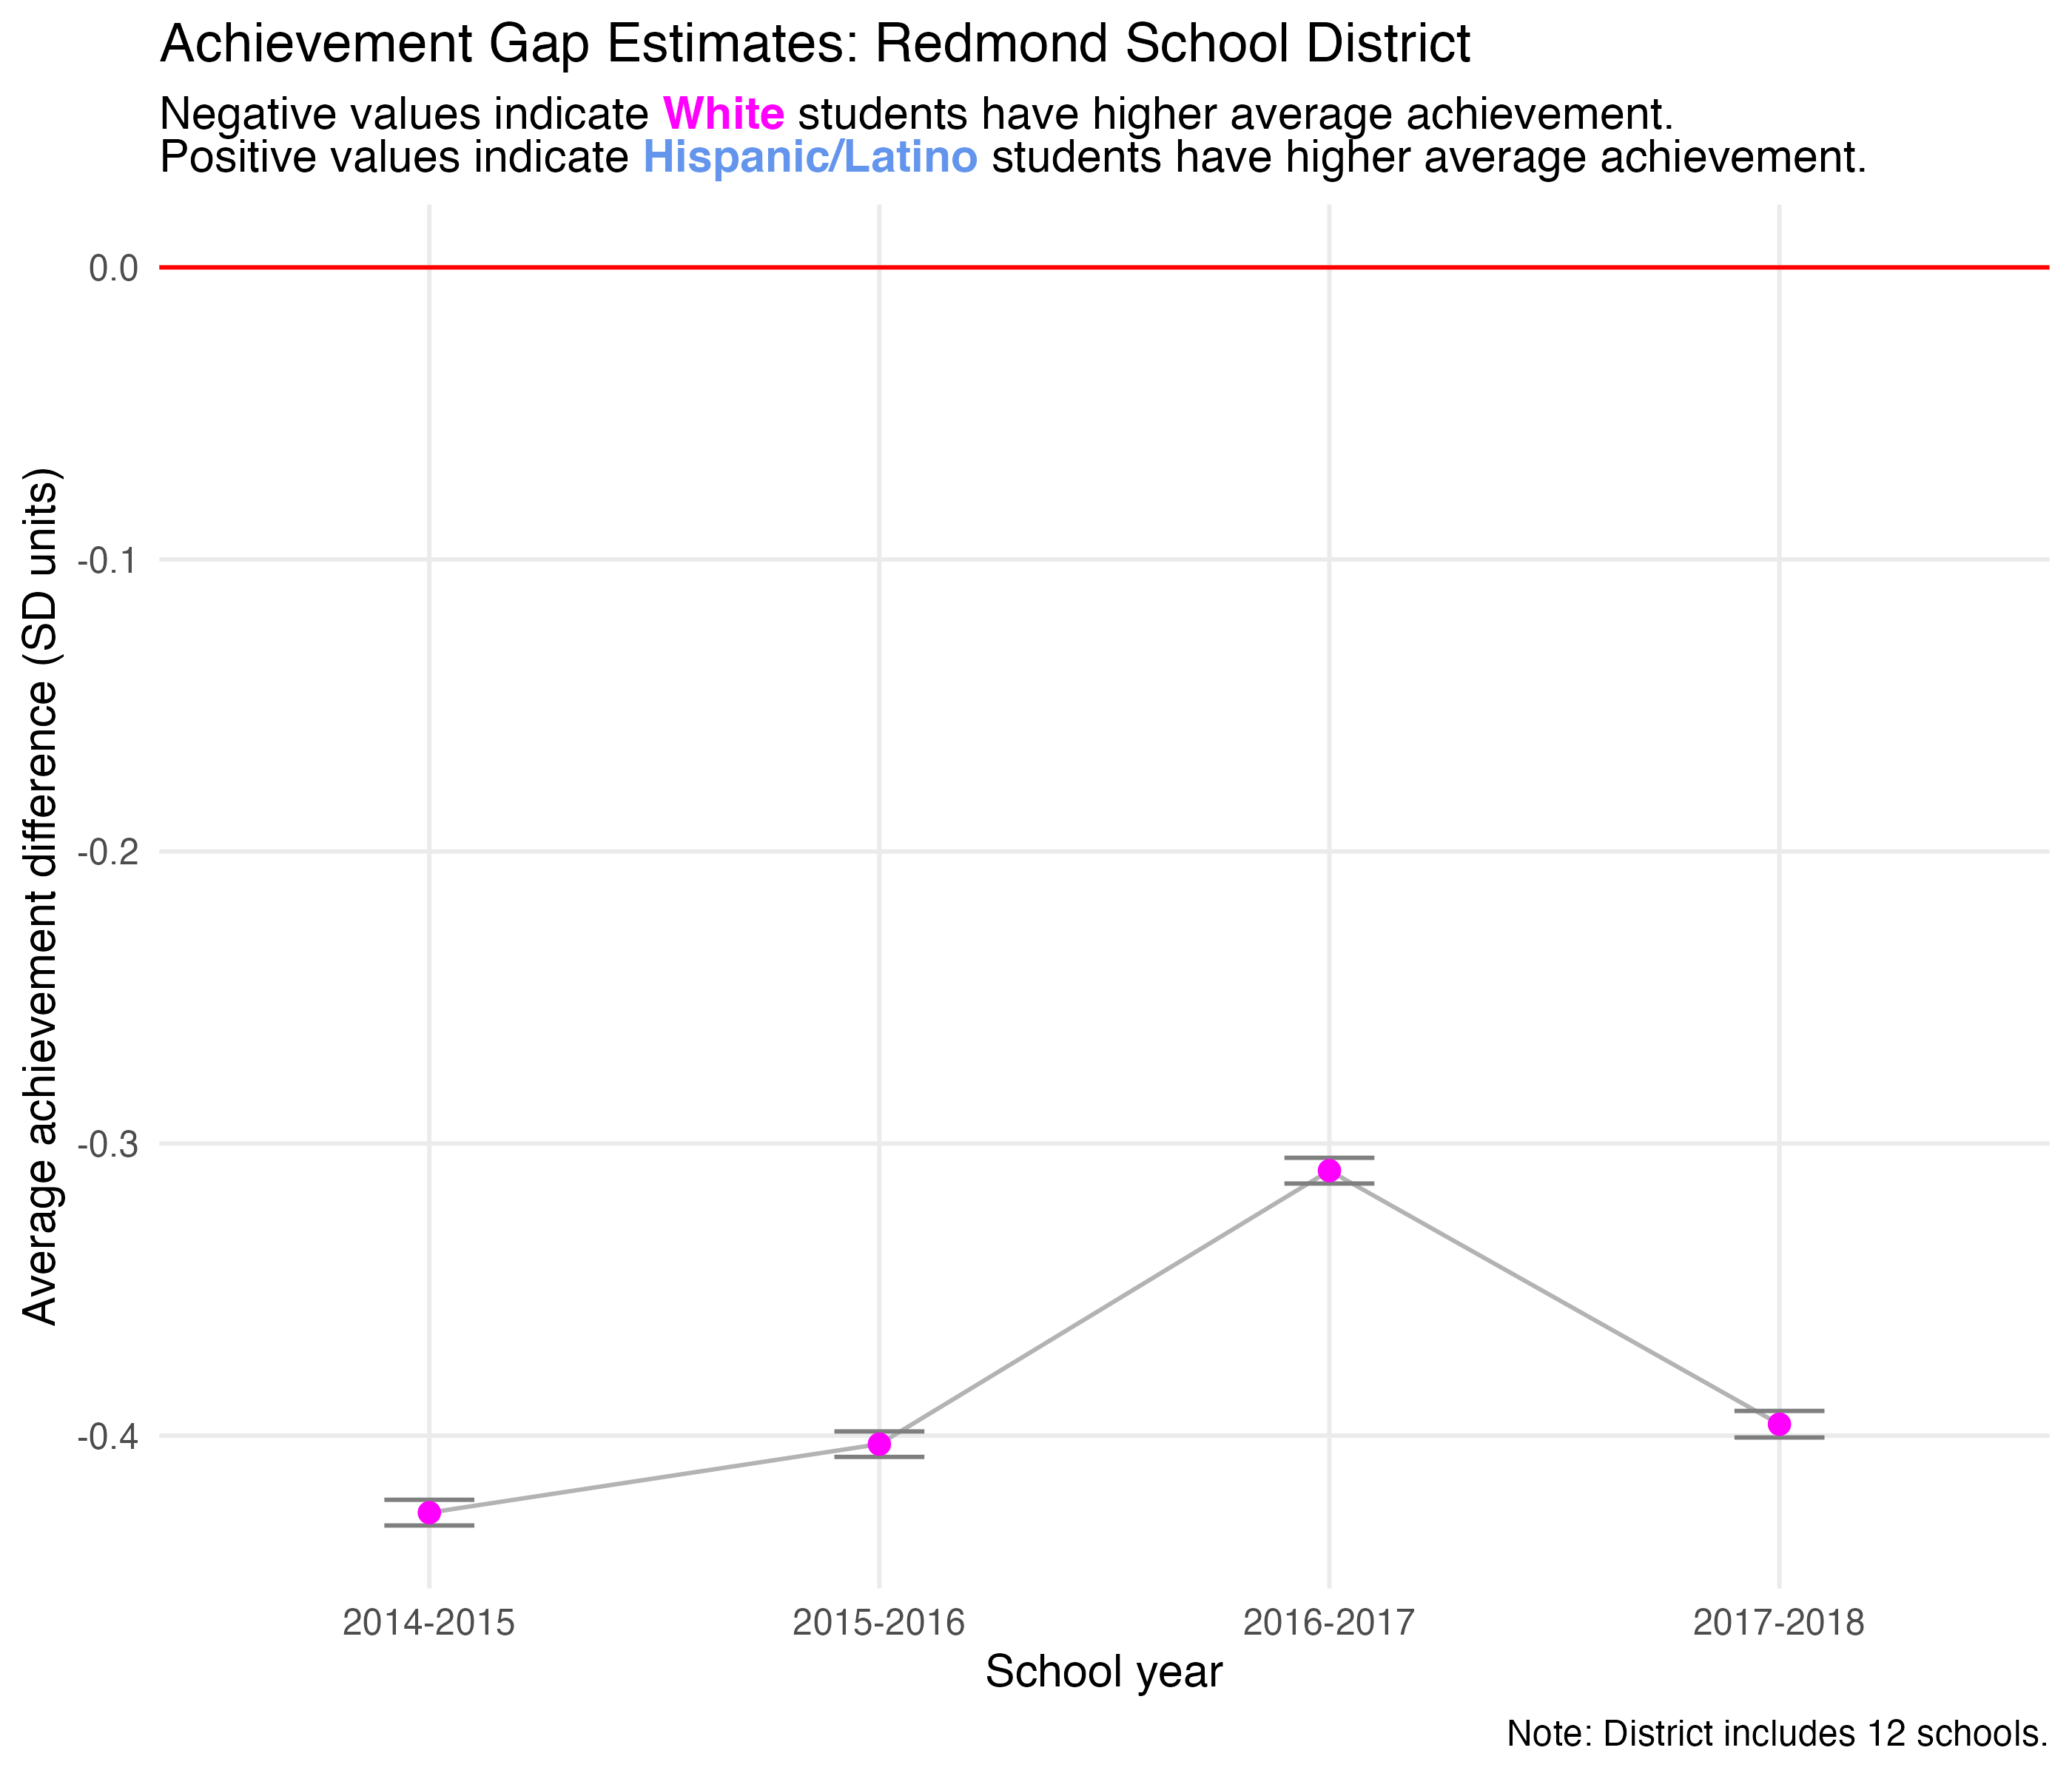 Achievement Gap Estimates: Redmond School District
Negative values indicate White students have higher average achievement.
Positive values indicate Hispanic/Latino students have higher average achievement.
Average achievement difference (SD units)
0.0
-0.1
-0.2
-0.3
-0.4
2014-2015
2015-2016
2016-2017
2017-2018
School year
Note: District includes 12 schools.